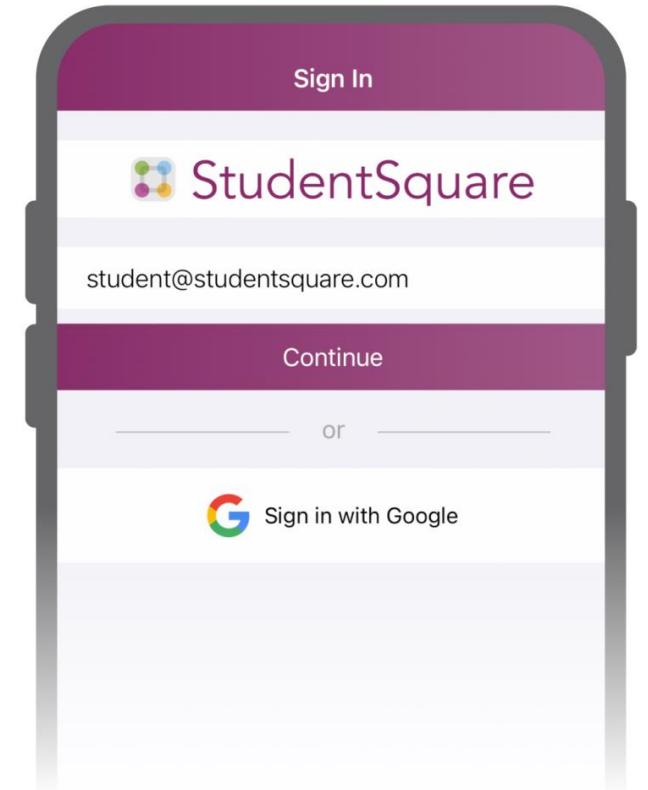 Sign In
StudentSquare
student@studentsquare.com
Continue
or
Sign in with Google